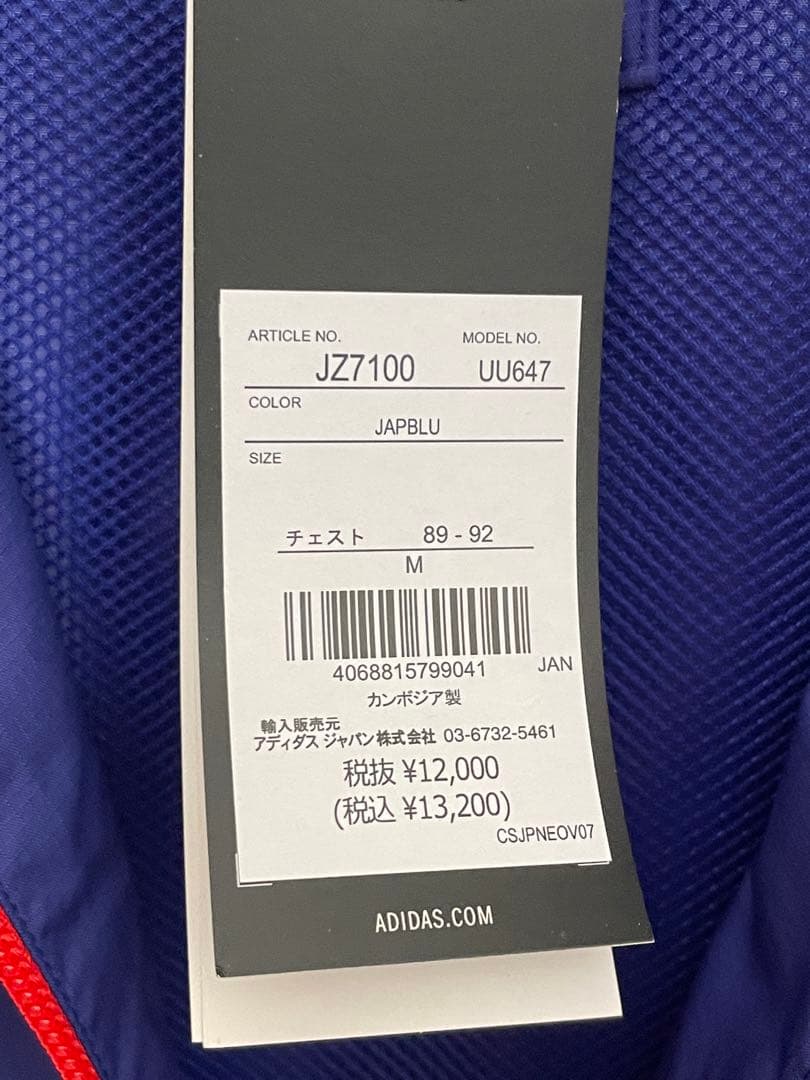 ARTICLE NO. MODEL NO.
JZ7100 UU647
COLOR
JAPBLU
SIZE
チェスト 89 - 92
M
4068815799041 JAN
カンボジア製
輸入販売元
アディダス ジャパン株式会社 03-6732-5461
税抜 ¥12,000
(税込 ¥13,200)
CSJPNEOV07
ADIDAS.COM